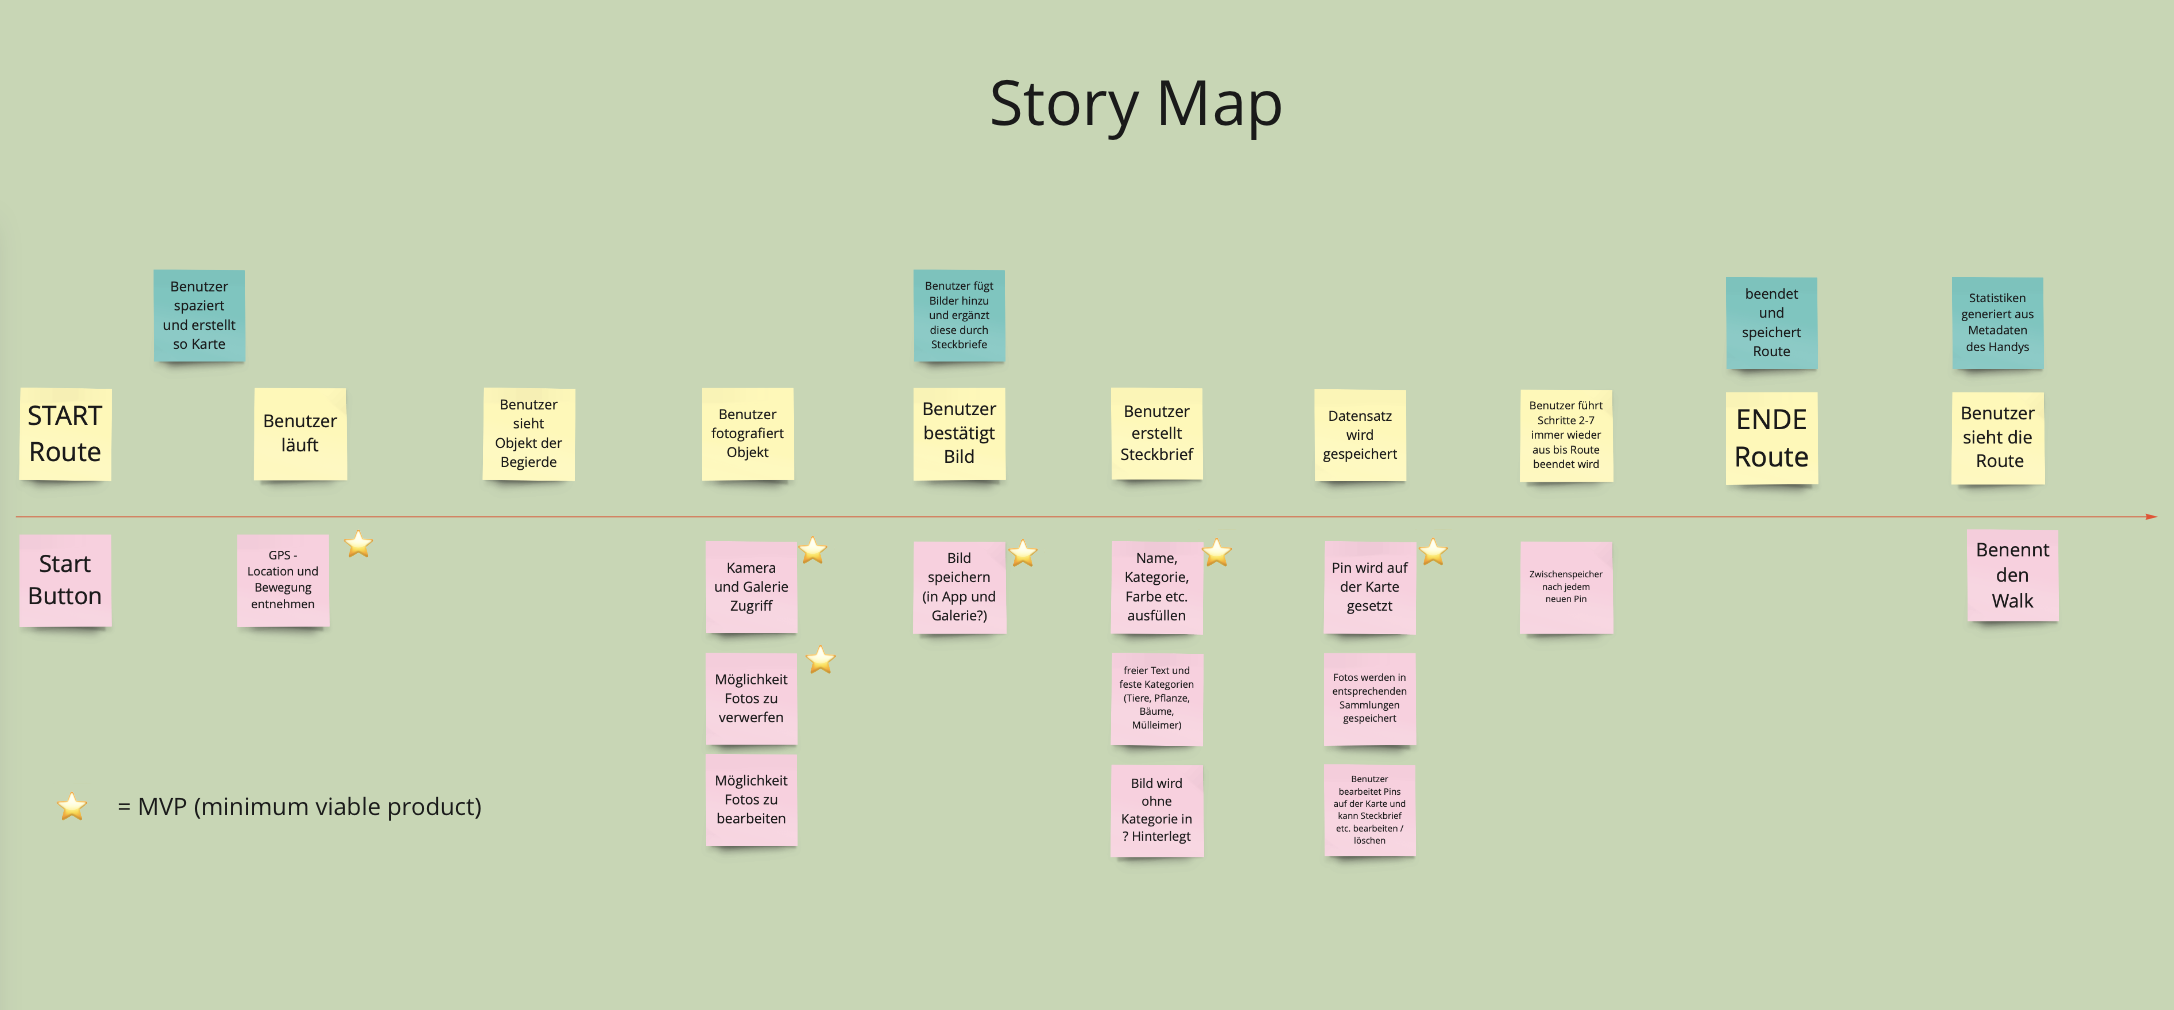 Story Map
Benutzer
spaziert
und erstellt
so Karte
Benutzer fügt
Bilder hinzu
und ergänzt
diese durch
Steckbriefe
beendet
und
speichert
Route
Statistiken
generiert aus
Metadaten
des Handys
START
Route
Benutzer
läuft
Benutzer
sieht
Objekt der
Begierde
Benutzer
fotografiert
Objekt
Benutzer
bestätigt
Bild
Benutzer
erstellt
Steckbrief
Datensatz
wird
gespeichert
Benutzer führt
Schritte 2-7
immer wieder
aus bis Route
beendet wird
ENDE
Route
Benutzer
sieht die
Route
Start
Button
GPS -
Location und
Bewegung
entnehmen
Kamera
und Galerie
Zugriff
Bild
speichern
(in App und
Galerie?)
Name,
Kategorie,
Farbe etc.
ausfüllen
Pin wird auf
der Karte
gesetzt
Zwischenspeicher
nach jedem
neuen Pin
Benennt
den
Walk
Möglichkeit
Fotos zu
verwerfen
freier Text und
feste Kategorien
(Tiere, Pflanze,
Bäume,
Mülleimer)
Fotos werden in
entsprechenden
Sammlungen
gespeichert
Möglichkeit
Fotos zu
bearbeiten
Bild wird
ohne
Kategorie in
? Hinterlegt
Benutzer
bearbeitet Pins
auf der Karte und
kann Steckbrief
etc. bearbeiten /
löschen
= MVP (minimum viable product)